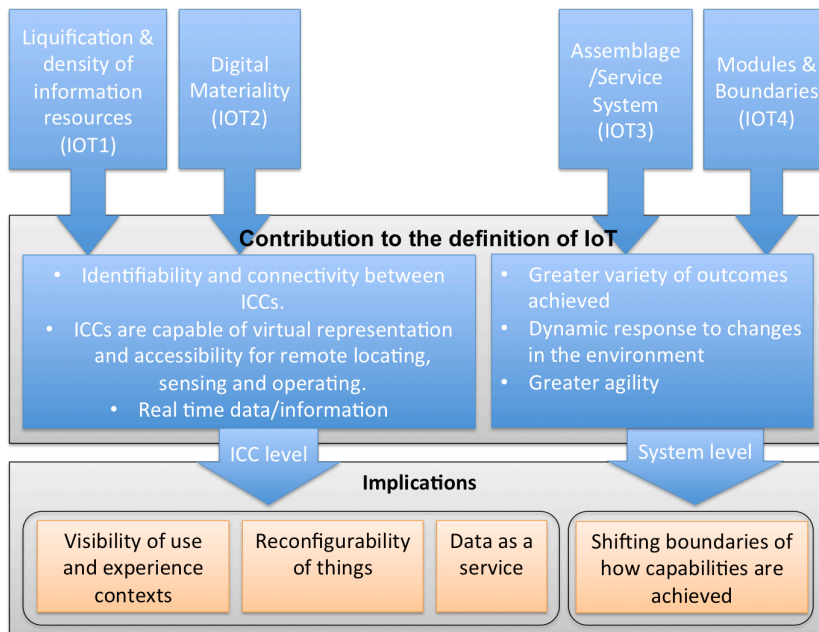 Liquification &
density of
information
resources
(IOT1)
Digital
Materiality
(IOT2)
Assemblage
/Service
System
(IOT3)
Modules &
Boundaries
(IOT4)
Contribution to the definition of IoT
• Identifiability and connectivity between
ICCs.
• ICCs are capable of virtual representation
and accessibility for remote locating,
sensing and operating.
• Real time data/information
• Greater variety of outcomes
achieved
• Dynamic response to changes
in the environment
• Greater agility
ICC level
System level
Implications
Visibility of use
and experience
contexts
Reconfigurability
of things
Data as a
service
Shifting boundaries of
how capabilities are
achieved